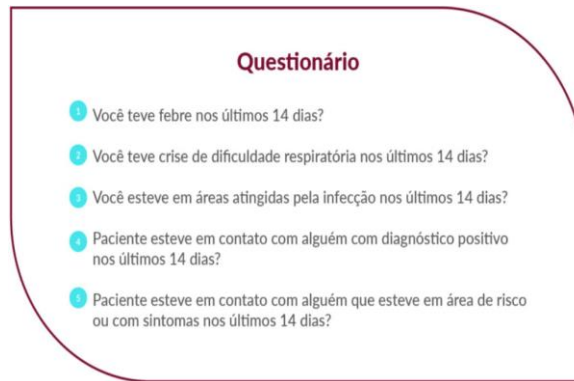 Questionário
1 Você teve febre nos últimos 14 dias?
2 Você teve crise de dificuldade respiratória nos últimos 14 dias?
3 Você esteve em áreas atingidas pela infecção nos últimos 14 dias?
4 Paciente esteve em contato com alguém com diagnóstico positivo
nos últimos 14 dias?
5 Paciente esteve em contato com alguém que esteve em área de risco
ou com sintomas nos últimos 14 dias?